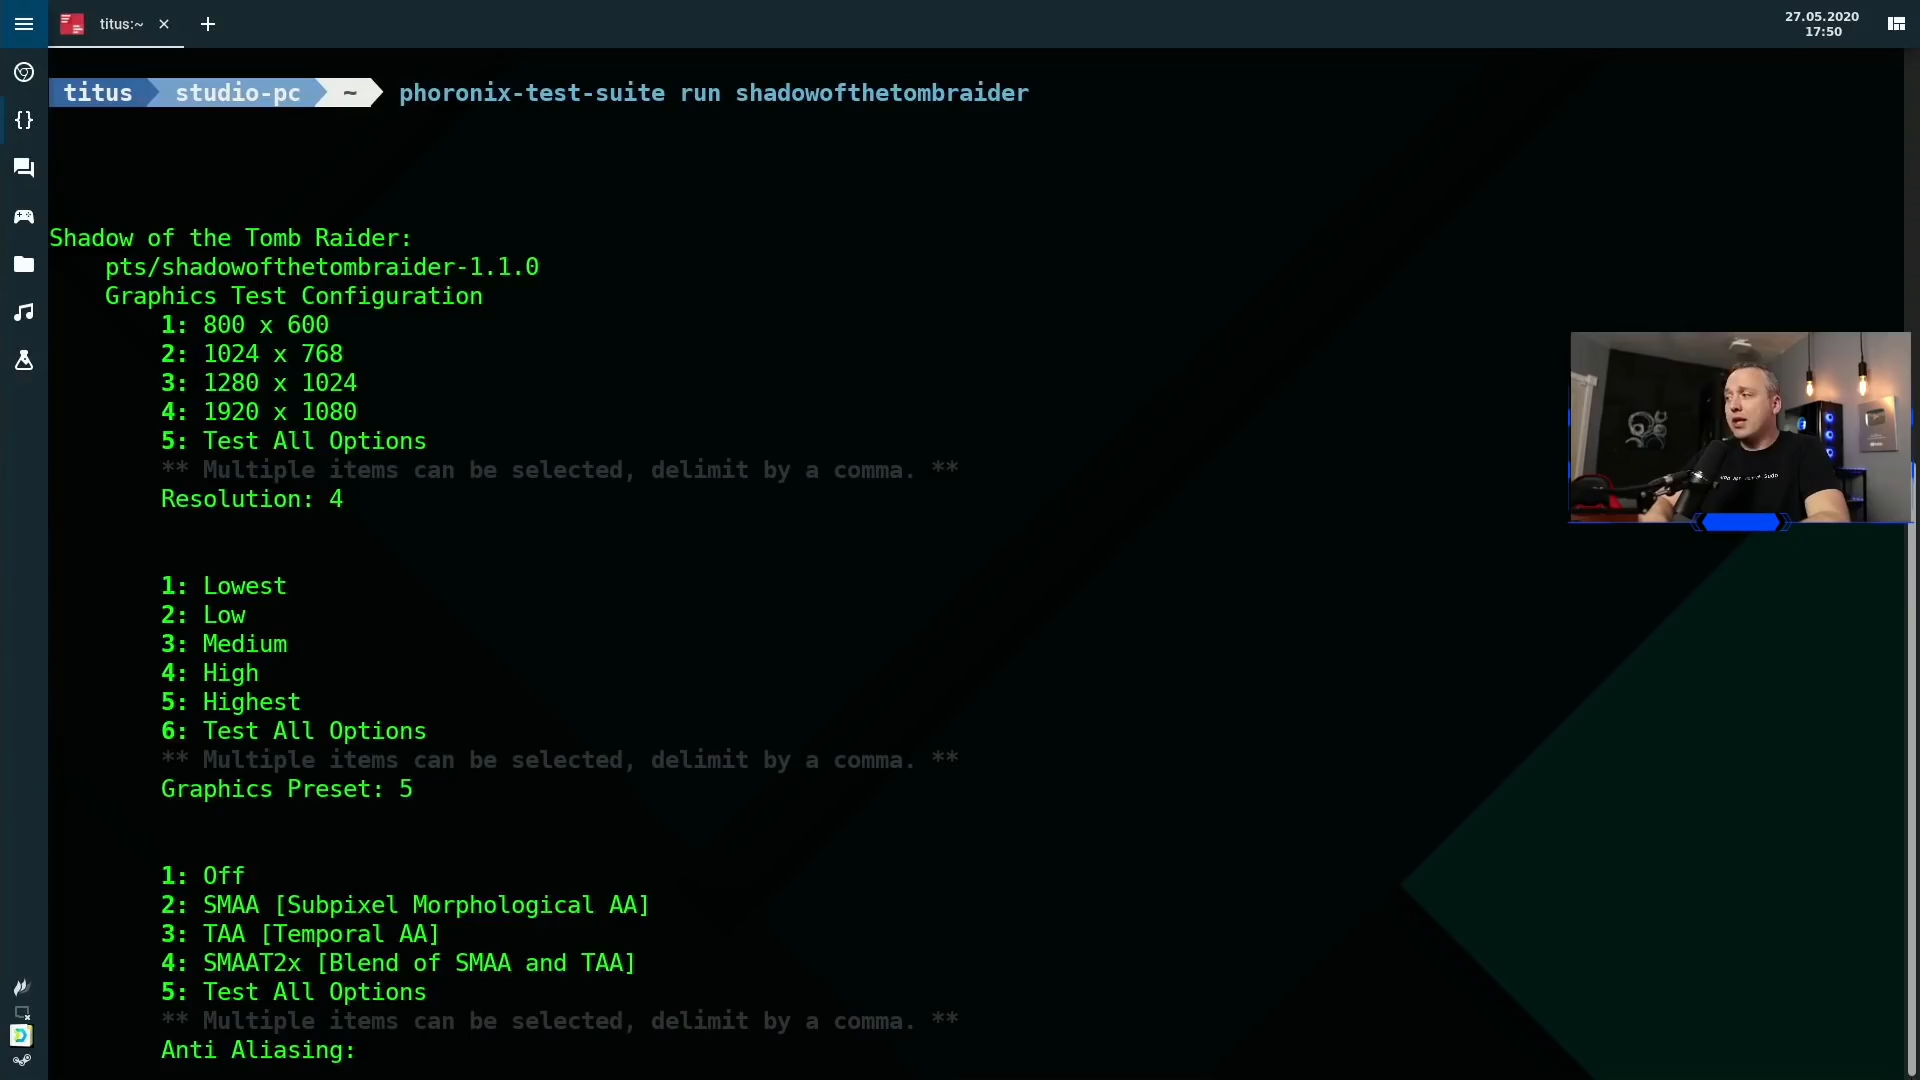 titus:~
27.05.2020
17:50
titus studio-pc ~ phoronix-test-suite run shadowofthetombraider
Shadow of the Tomb Raider:
pts/shadowofthetombraider-1.1.0
Graphics Test Configuration
1: 800 x 600
2: 1024 x 768
3: 1280 x 1024
4: 1920 x 1080
5: Test All Options
** Multiple items can be selected, delimit by a comma. **
Resolution: 4
1: Lowest
2: Low
3: Medium
4: High
5: Highest
6: Test All Options
** Multiple items can be selected, delimit by a comma. **
Graphics Preset: 5
1: Off
2: SMAA [Subpixel Morphological AA]
3: TAA [Temporal AA]
4: SMAAT2x [Blend of SMAA and TAA]
5: Test All Options
** Multiple items can be selected, delimit by a comma. **
Anti Aliasing: